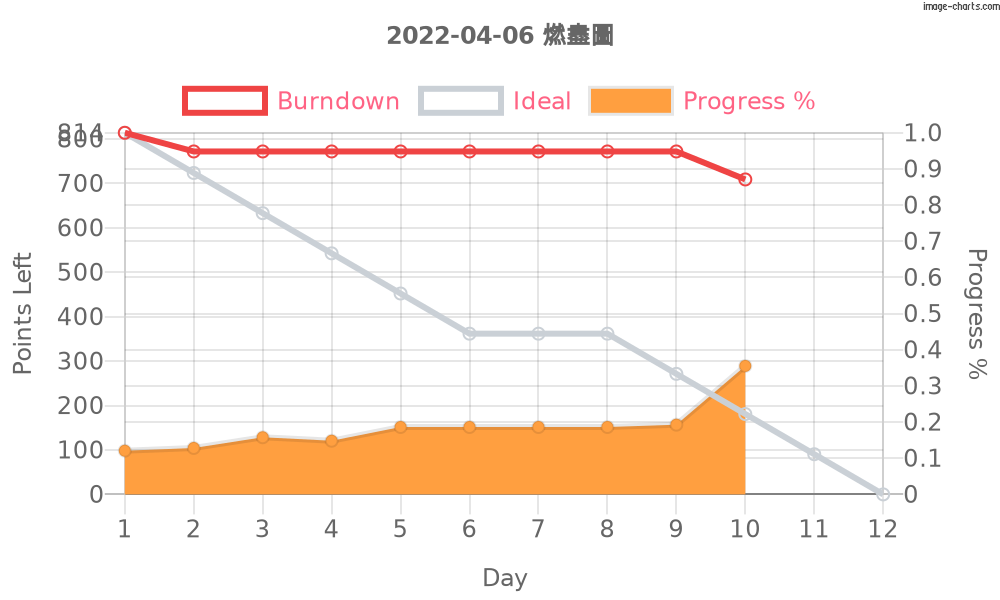 image-charts.com
2022-04-06 燃盡圖
Burndown Ideal Progress %
814 1.0
800
0.9
700
0.8
600
0.7
500
0.6
400
0.5
0.4
300
0.3
200
0.2
100
0.1
0 0
Points Left
Progress %
1 2 3 4 5 6 7 8 9 10 11 12
Day